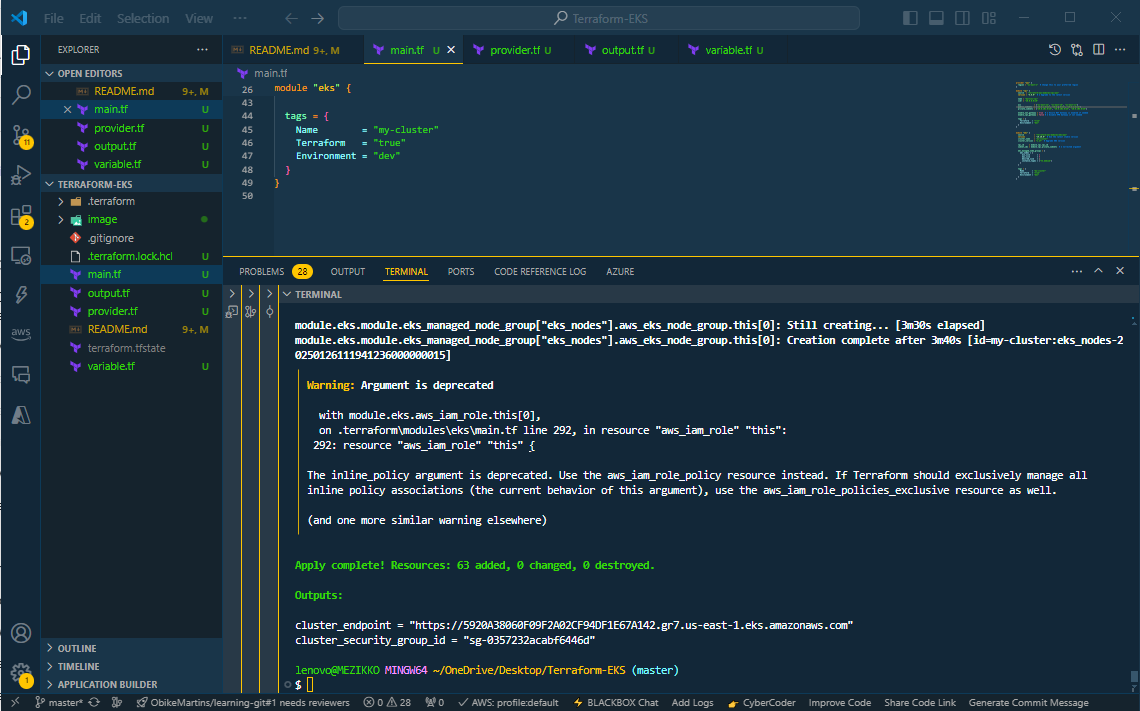 File Edit Selection View ··· Terraform-EKS
EXPLORER ···
OPEN EDITORS
README.md 9+, M
main.tf U
provider.tf U
output.tf U
variable.tf U
TERRAFORM-EKS
.terraform
image
.gitignore
.terraform.lock.hcl U
main.tf U
output.tf U
provider.tf U
README.md 9+, M
terraform.tfstate
variable.tf U
OUTLINE
TIMELINE
APPLICATION BUILDER
11
2
aws
1
README.md 9+, M main.tf U provider.tf U output.tf U variable.tf U
main.tf
26 module "eks" {
43
44 tags = {
45 Name = "my-cluster"
46 Terraform = "true"
47 Environment = "dev"
48 }
49 }
50
PROBLEMS 28 OUTPUT TERMINAL PORTS CODE REFERENCE LOG AZURE
TERMINAL
module.eks.module.eks_managed_node_group["eks_nodes"].aws_eks_node_group.this[0]: Still creating... [3m30s elapsed]
module.eks.module.eks_managed_node_group["eks_nodes"].aws_eks_node_group.this[0]: Creation complete after 3m40s [id=my-cluster:eks_nodes-2
0250126111941236000000015]
Warning: Argument is deprecated
with module.eks.aws_iam_role.this[0],
on .terraform\modules\eks\main.tf line 292, in resource "aws_iam_role" "this":
292: resource "aws_iam_role" "this" {
The inline_policy argument is deprecated. Use the aws_iam_role_policy resource instead. If Terraform should exclusively manage all
inline policy associations (the current behavior of this argument), use the aws_iam_role_policies_exclusive resource as well.
(and one more similar warning elsewhere)
Apply complete! Resources: 63 added, 0 changed, 0 destroyed.
Outputs:
cluster_endpoint = "https://5920A38060F09F2A02CF94DF1E67A142.gr7.us-east-1.eks.amazonaws.com"
cluster_security_group_id = "sg-0357232acabf6446d"
lenovo@MEZIKKO MINGW64 ~/OneDrive/Desktop/Terraform-EKS (master)
$
master* ObikeMartins/learning-git#1 needs reviewers 0 28 0 AWS: profile:default BLACKBOX Chat Add Logs CyberCoder Improve Code Share Code Link Generate Commit Message